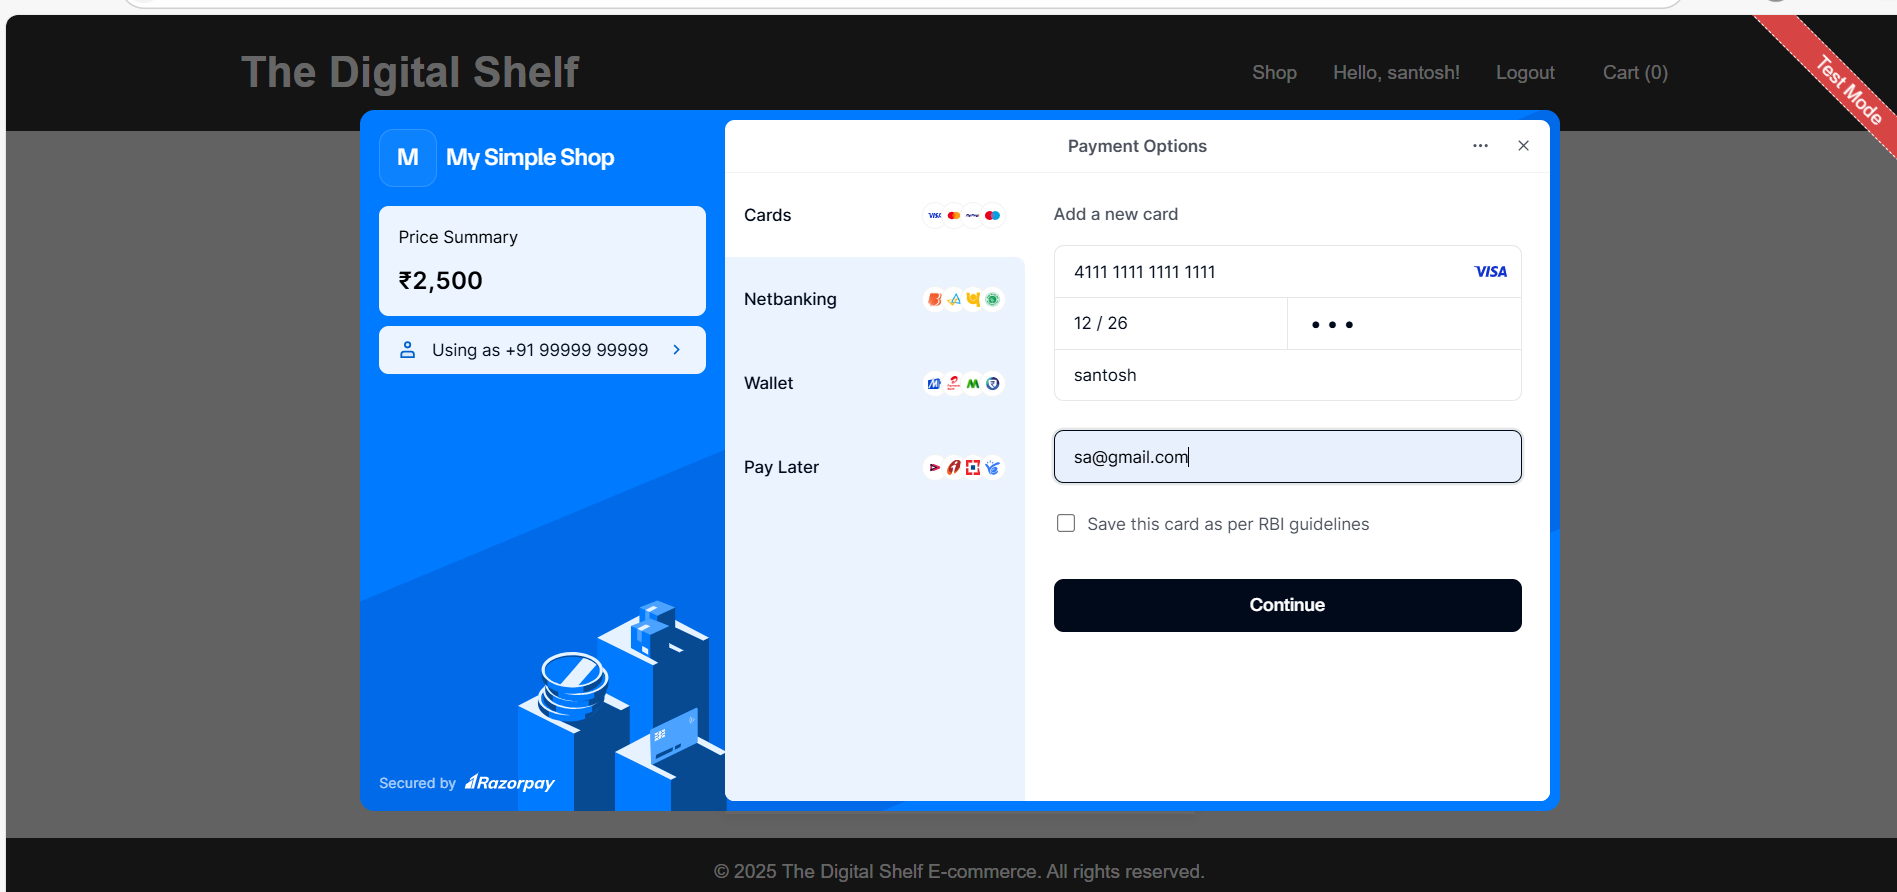 The Digital Shelf
Shop
Hello, santosh!
Logout
Cart (0)
Test Mode
M
My Simple Shop
Price Summary
₹2,500
Using as +91 99999 99999
Secured by Razorpay
Payment Options
Cards
VISA
Netbanking
Wallet
Pay Later
Add a new card
4111 1111 1111 1111
VISA
12 / 26
santosh
sa@gmail.com
Save this card as per RBI guidelines
Continue
© 2025 The Digital Shelf E-commerce. All rights reserved.